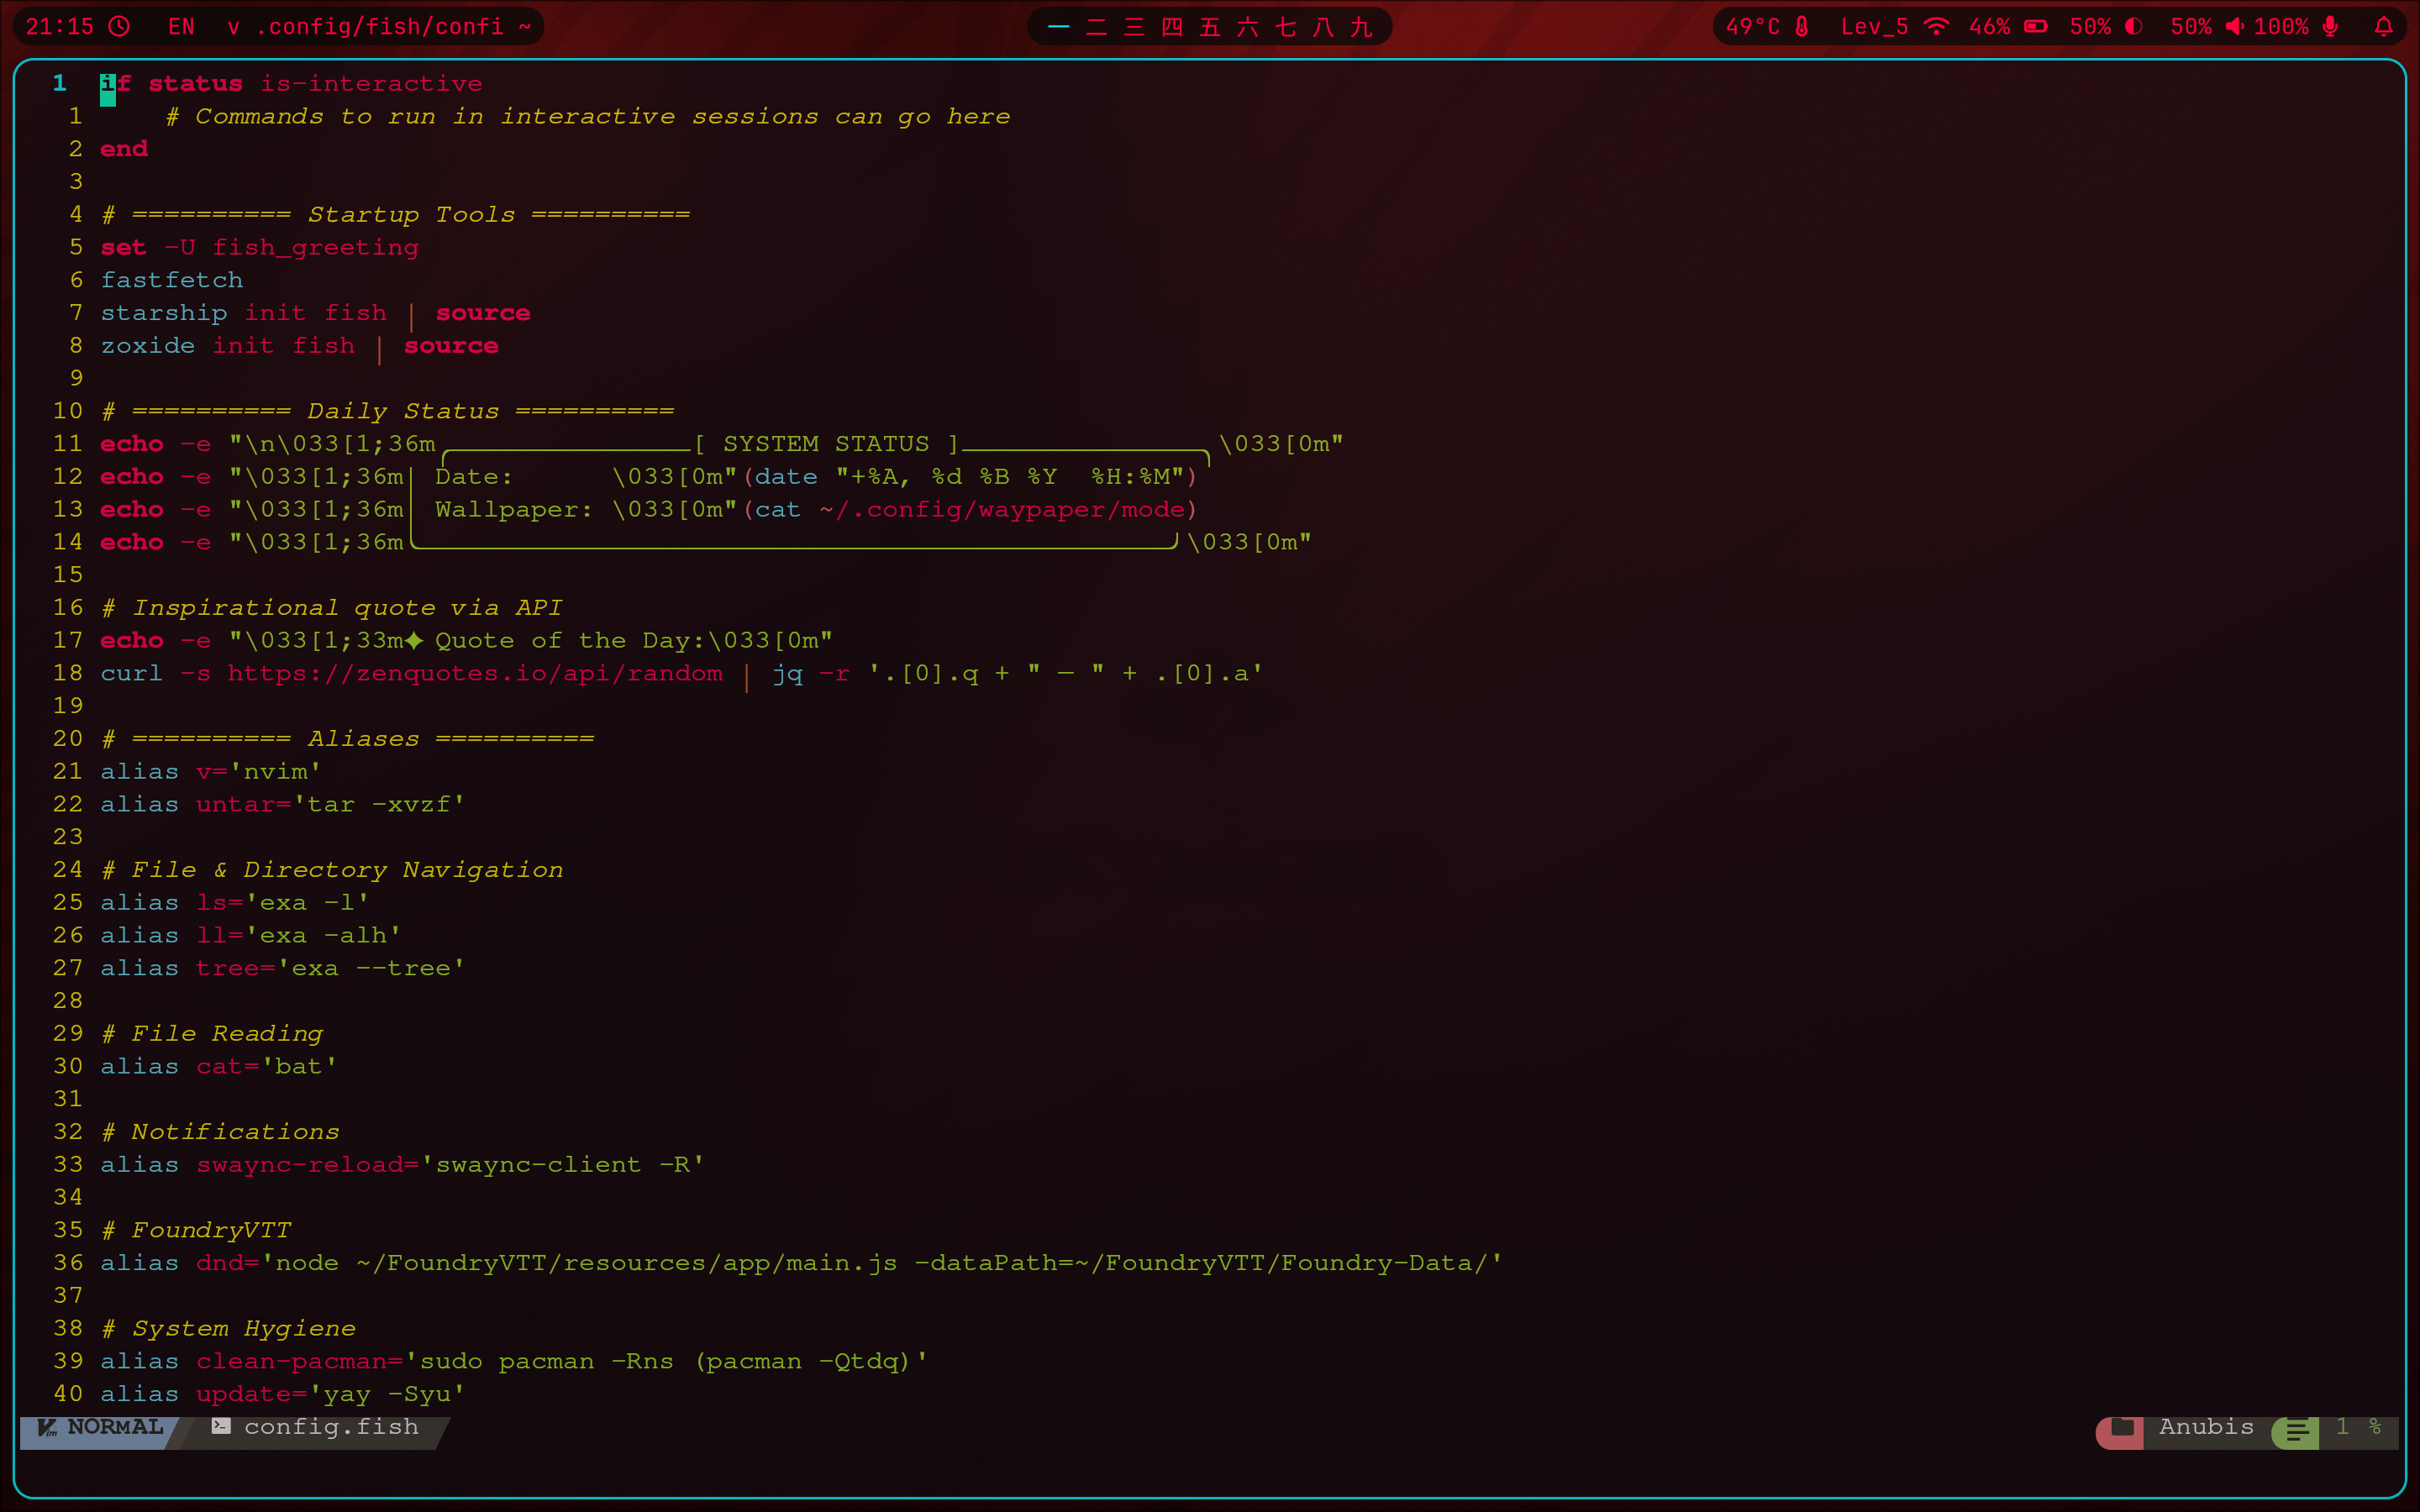 21:15 EN v .config/fish/confi ~ 一 二 三 四 五 六 七 八 九 49°C Lev_5 46% 50% 50% 100%
1 if status is-interactive
1 # Commands to run in interactive sessions can go here
2 end
3
4 # ========== Startup Tools ==========
5 set -U fish_greeting
6 fastfetch
7 starship init fish | source
8 zoxide init fish | source
9
10 # ========== Daily Status ==========
11 echo -e "\n\033[1;36m╭───────────────[ SYSTEM STATUS ]───────────────╮\033[0m"
12 echo -e "\033[1;36m│ Date:      \033[0m"(date "+%A, %d %B %Y  %H:%M")
13 echo -e "\033[1;36m│ Wallpaper: \033[0m"(cat ~/.config/waypaper/mode)
14 echo -e "\033[1;36m╰───────────────────────────────────────────────╯\033[0m"
15
16 # Inspirational quote via API
17 echo -e "\033[1;33m✦ Quote of the Day:\033[0m"
18 curl -s https://zenquotes.io/api/random | jq -r '.[0].q + " — " + .[0].a'
19
20 # ========== Aliases ==========
21 alias v='nvim'
22 alias untar='tar -xvzf'
23
24 # File & Directory Navigation
25 alias ls='exa -l'
26 alias ll='exa -alh'
27 alias tree='exa --tree'
28
29 # File Reading
30 alias cat='bat'
31
32 # Notifications
33 alias swaync-reload='swaync-client -R'
34
35 # FoundryVTT
36 alias dnd='node ~/FoundryVTT/resources/app/main.js -dataPath=~/FoundryVTT/Foundry-Data/'
37
38 # System Hygiene
39 alias clean-pacman='sudo pacman -Rns (pacman -Qtdq)'
40 alias update='yay -Syu'
NORMAL config.fish Anubis 1 %